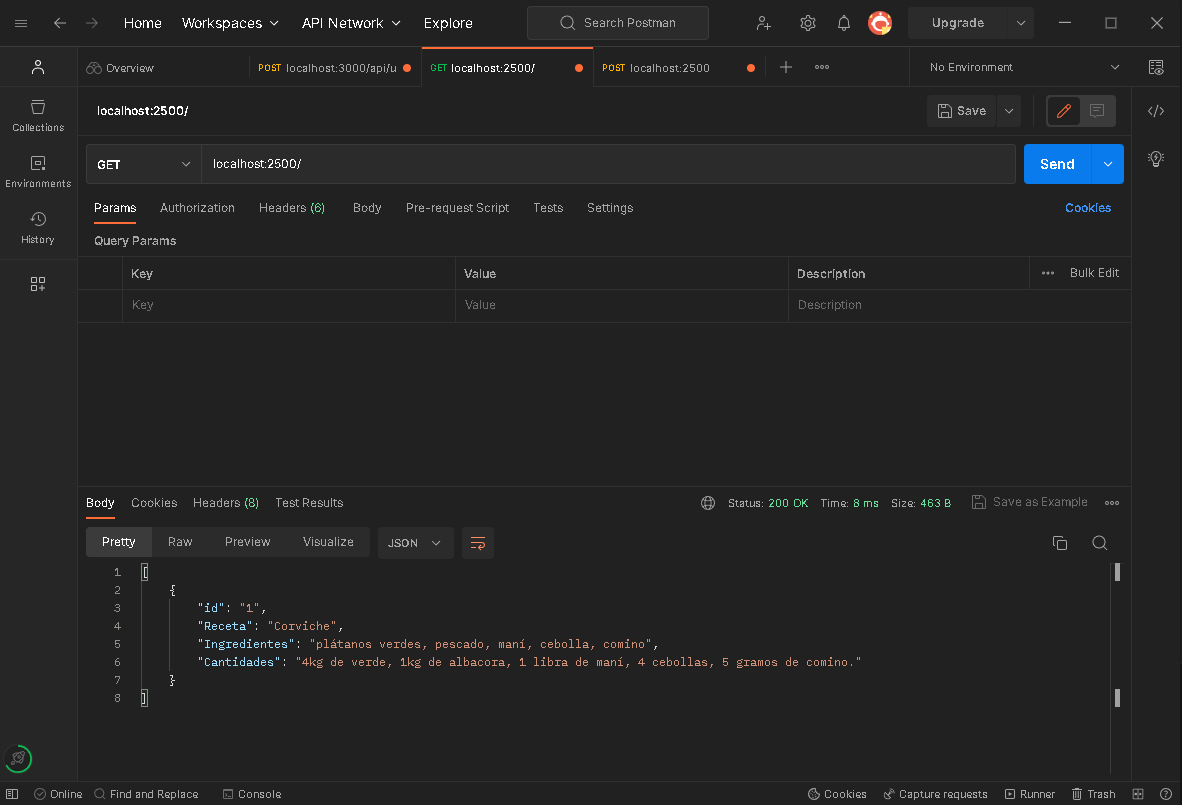 Home Workspaces API Network Explore Search Postman Upgrade
Overview POST localhost:3000/api/u GET localhost:2500/ POST localhost:2500 No Environment
localhost:2500/ Save
Collections
GET localhost:2500/ Send
Environments
Params Authorization Headers (6) Body Pre-request Script Tests Settings Cookies
History
Query Params
Key Value Description Bulk Edit
Key Value Description
Body Cookies Headers (8) Test Results Status: 200 OK Time: 8 ms Size: 463 B Save as Example
Pretty Raw Preview Visualize JSON
1 [
2 {
3 "id": "1",
4 "Receta": "Corviche",
5 "Ingredientes": "plátanos verdes, pescado, maní, cebolla, comino",
6 "Cantidades": "4kg de verde, 1kg de albacora, 1 libra de maní, 4 cebollas, 5 gramos de comino."
7 }
8 ]
Online Find and Replace Console Cookies Capture requests Runner Trash